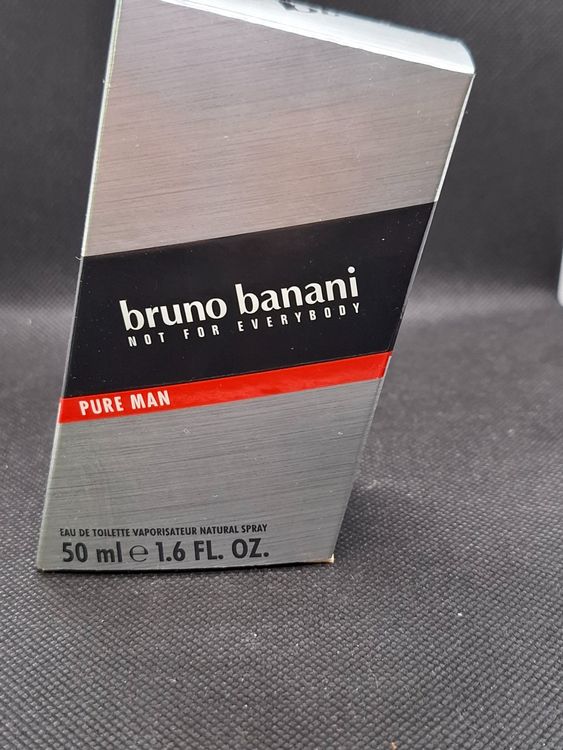 bruno banani
NOT FOR EVERYBODY
PURE MAN
EAU DE TOILETTE VAPORISATEUR NATURAL SPRAY
50 ml ℮ 1.6 FL. OZ.